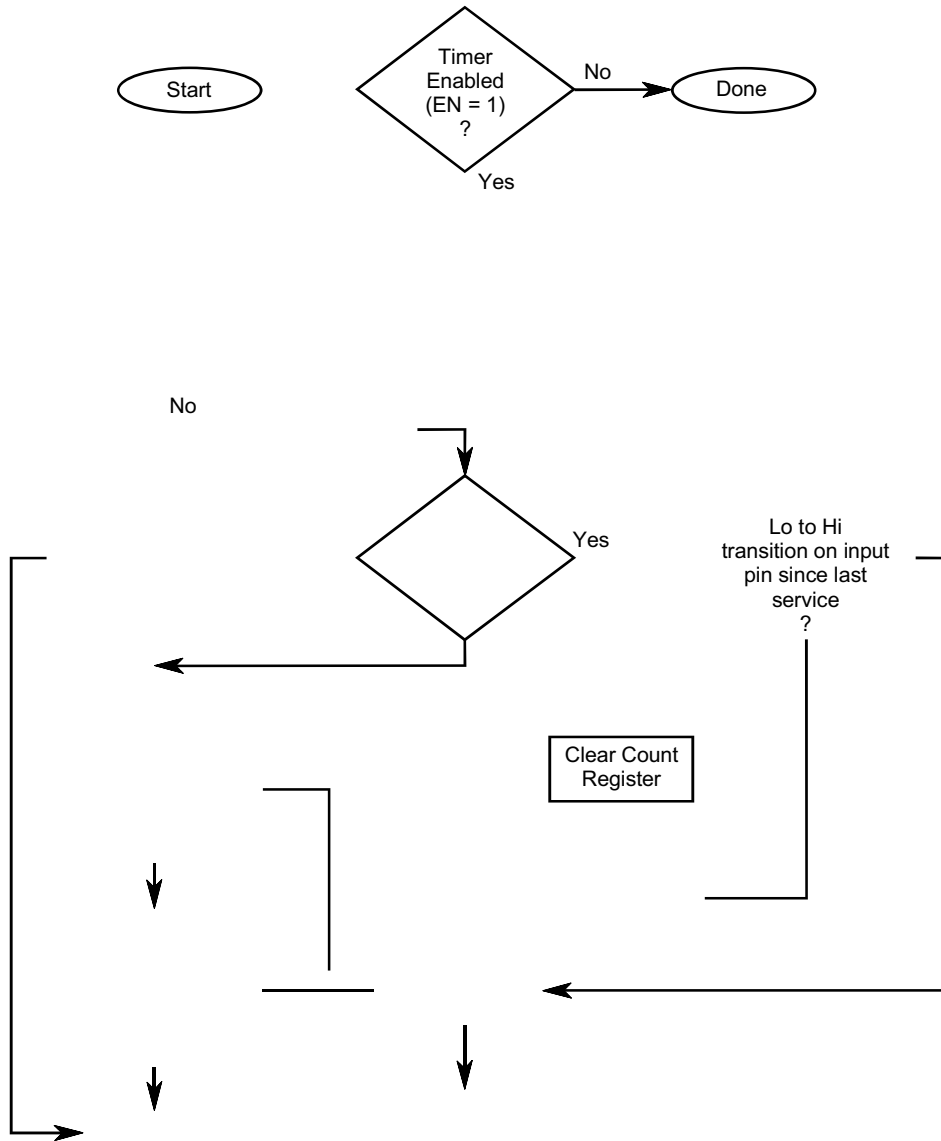 Start
Timer
Enabled
(EN = 1)
?
No
Done
Yes
No
Yes
Lo to Hi
transition on input
pin since last
service
?
Clear Count
Register